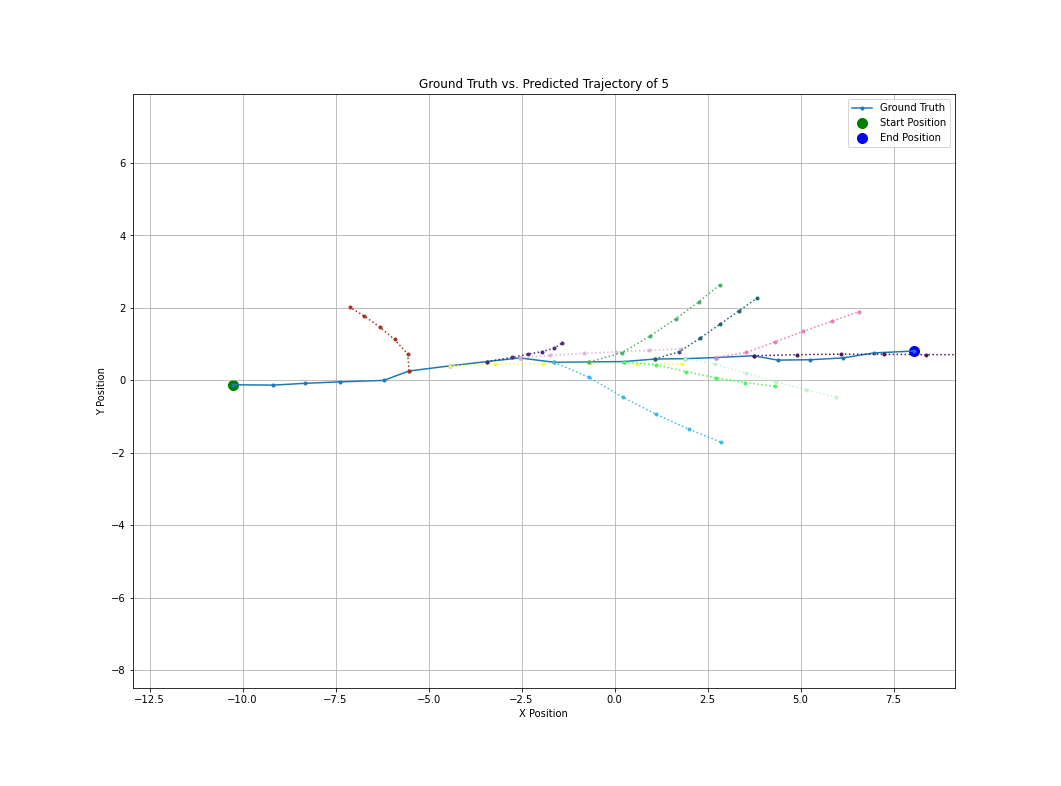 Ground Truth vs. Predicted Trajectory of 5
Ground Truth
Start Position
End Position
6
4
2
0
−2
−4
−6
−8
Y Position
−12.5 −10.0 −7.5 −5.0 −2.5 0.0 2.5 5.0 7.5
X Position